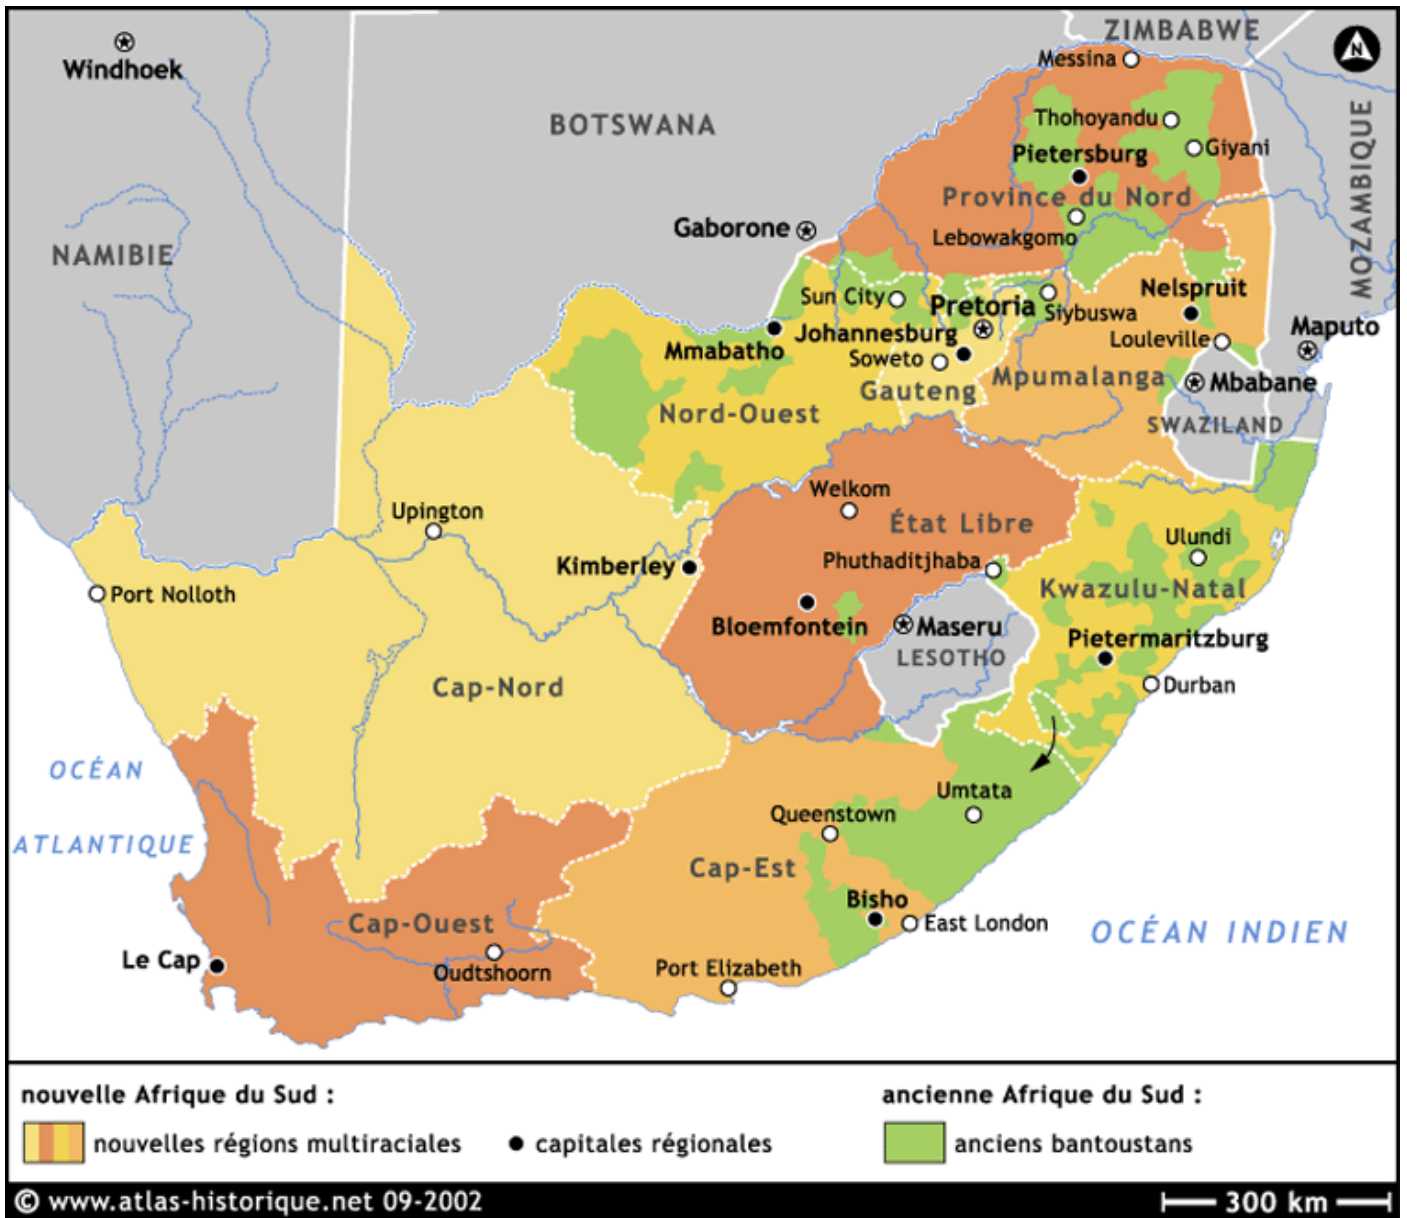 ZIMBABWE
N
Windhoek
Messina
BOTSWANA
MOZAMBIQUE
Thohoyandu
Giyani
Pietersburg
Province du Nord
Gaborone
Lebowakgomo
NAMIBIE
Sun City
Pretoria
Nelspruit
Siybuswa
Johannesburg
Maputo
Mmabatho
Soweto
Louleville
Gauteng
Mpumalanga
Mbabane
Nord-Ouest
SWAZILAND
Welkom
Upington
État Libre
Ulundi
Kimberley
Phuthaditjhaba
Kwazulu-Natal
Port Nolloth
Bloemfontein
Maseru
Pietermaritzburg
LESOTHO
Cap-Nord
Durban
OCÉAN
ATLANTIQUE
Umtata
Queenstown
Cap-Est
Bisho
East London
Cap-Ouest
OCÉAN INDIEN
Le Cap
Oudtshoorn
Port Elizabeth
nouvelle Afrique du Sud :
ancienne Afrique du Sud :
nouvelles régions multiraciales
capitales régionales
anciens bantoustans
© www.atlas-historique.net 09-2002
300 km